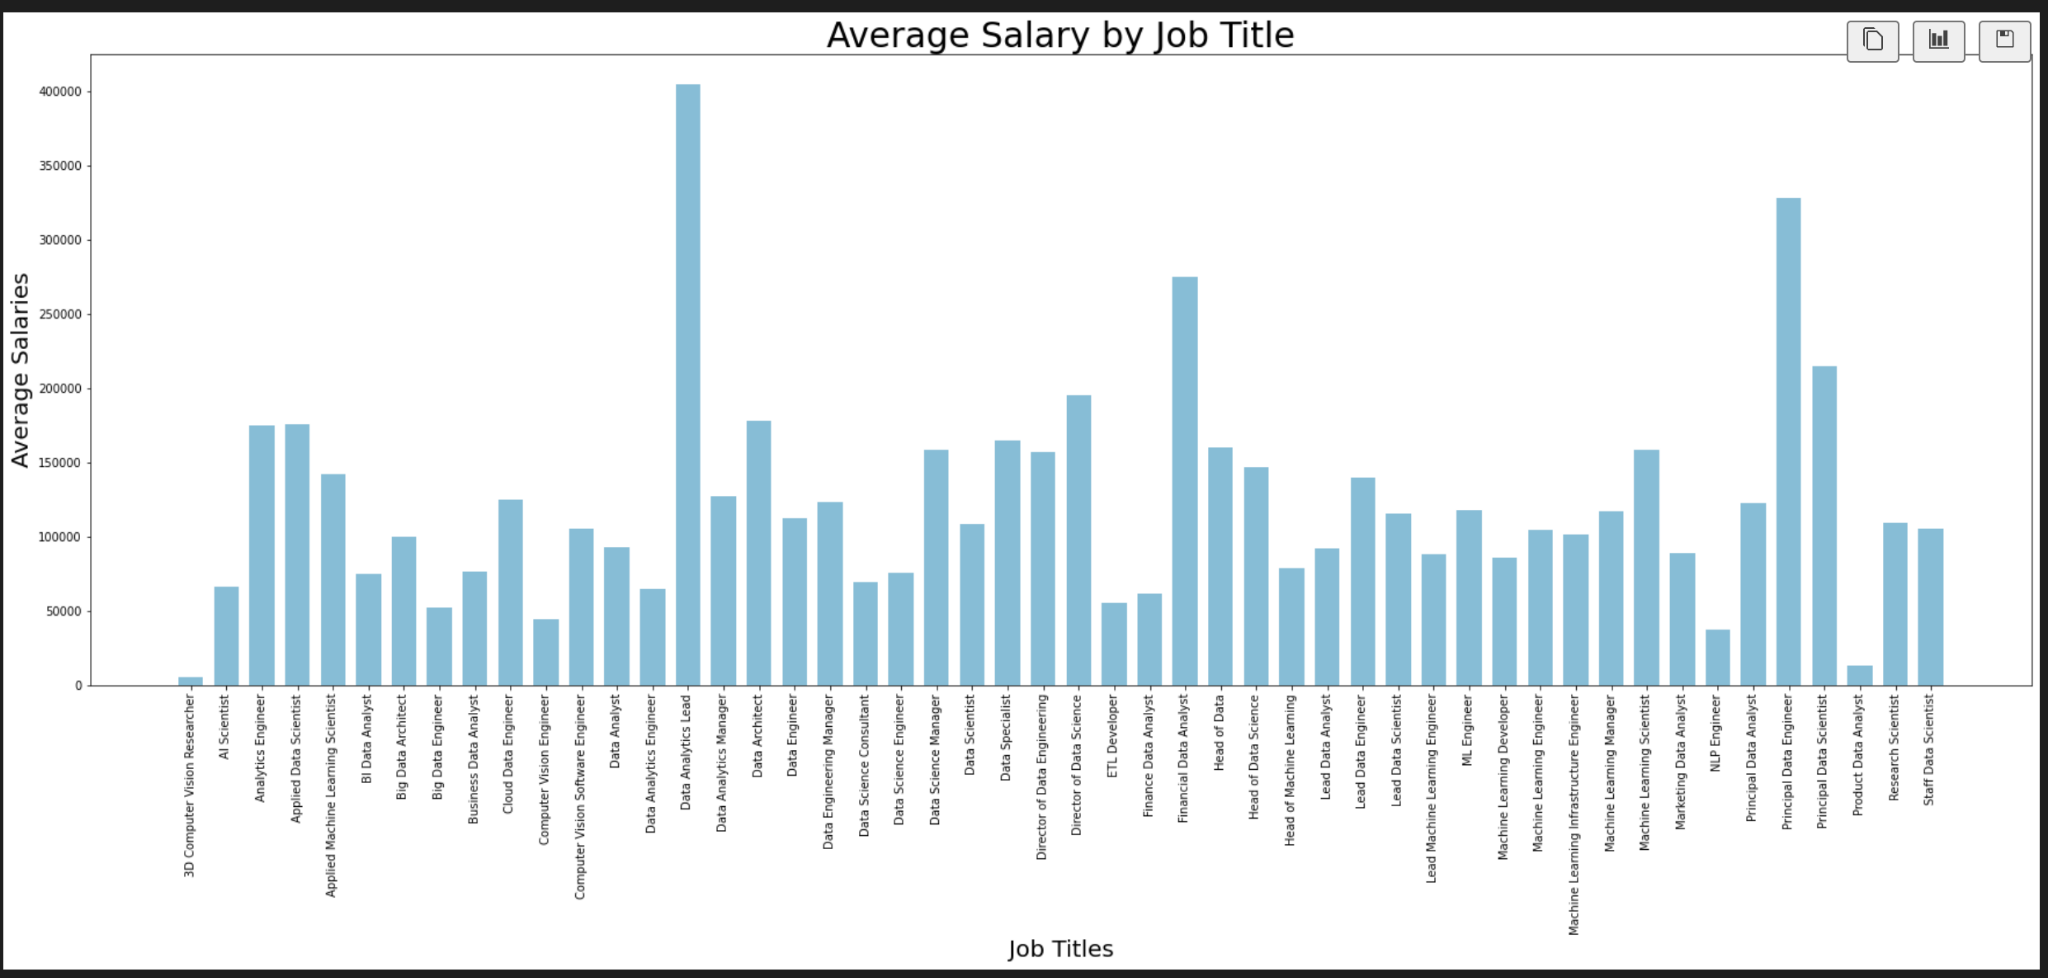 Average Salary by Job Title
Average Salaries
400000
350000
300000
250000
200000
150000
100000
50000
0
3D Computer Vision Researcher
AI Scientist
Analytics Engineer
Applied Data Scientist
Applied Machine Learning Scientist
BI Data Analyst
Big Data Architect
Big Data Engineer
Business Data Analyst
Cloud Data Engineer
Computer Vision Engineer
Computer Vision Software Engineer
Data Analyst
Data Analytics Engineer
Data Analytics Lead
Data Analytics Manager
Data Architect
Data Engineer
Data Engineering Manager
Data Science Consultant
Data Science Engineer
Data Science Manager
Data Scientist
Data Specialist
Director of Data Engineering
Director of Data Science
ETL Developer
Finance Data Analyst
Financial Data Analyst
Head of Data
Head of Data Science
Head of Machine Learning
Lead Data Analyst
Lead Data Engineer
Lead Data Scientist
Lead Machine Learning Engineer
ML Engineer
Machine Learning Developer
Machine Learning Engineer
Machine Learning Infrastructure Engineer
Machine Learning Manager
Machine Learning Scientist
Marketing Data Analyst
NLP Engineer
Principal Data Analyst
Principal Data Engineer
Principal Data Scientist
Product Data Analyst
Research Scientist
Staff Data Scientist
Job Titles